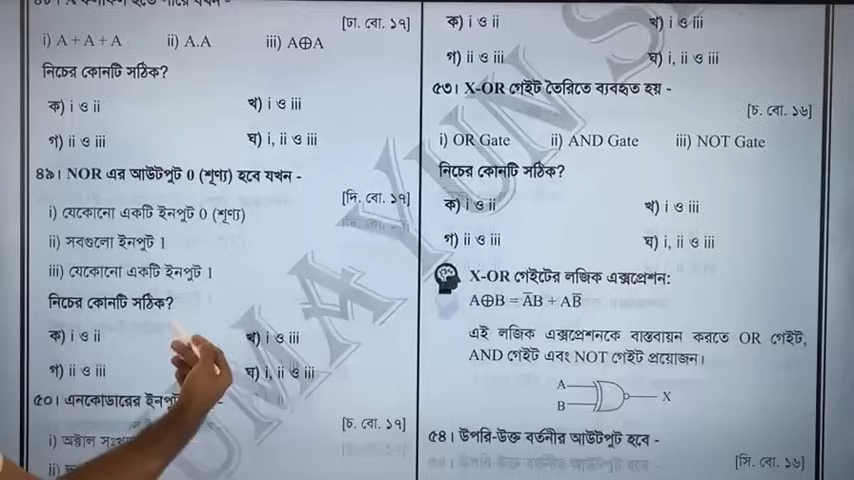 [ঢা. বো. ১৭]
i) A + A + A ii) A.A iii) A⊕A
নিচের কোনটি সঠিক?
ক) i ও ii খ) i ও iii
গ) ii ও iii ঘ) i, ii ও iii
৪৯। NOR এর আউটপুট 0 (শূণ্য) হবে যখন -
[দি. বো. ১৭]
i) যেকোনো একটি ইনপুট 0 (শূণ্য)
ii) সবগুলো ইনপুট 1
iii) যেকোনো একটি ইনপুট 1
নিচের কোনটি সঠিক?
ক) i ও ii খ) i ও iii
গ) ii ও iii ঘ) i, ii ও iii
৫০। এনকোডারের
[চ. বো. ১৭]
i) অক্টাল
ii)
ক) i ও ii খ) i ও iii
গ) ii ও iii ঘ) i, ii ও iii
৫৩। X-OR গেইট তৈরিতে ব্যবহৃত হয় -
[চ. বো. ১৬]
i) OR Gate ii) AND Gate iii) NOT Gate
নিচের কোনটি সঠিক?
ক) i ও ii খ) i ও iii
গ) ii ও iii ঘ) i, ii ও iii
X-OR গেইটের লজিক এক্সপ্রেশন:
A⊕B = A̅B + AB̅
এই লজিক এক্সপ্রেশনকে বাস্তবায়ন করতে OR গেইট,
AND গেইট এবং NOT গেইট প্রয়োজন।
A
B
X
৫৪। উপরি-উক্ত বর্তনীর আউটপুট হবে -
[সি. বো. ১৬]
HUMAYUN S